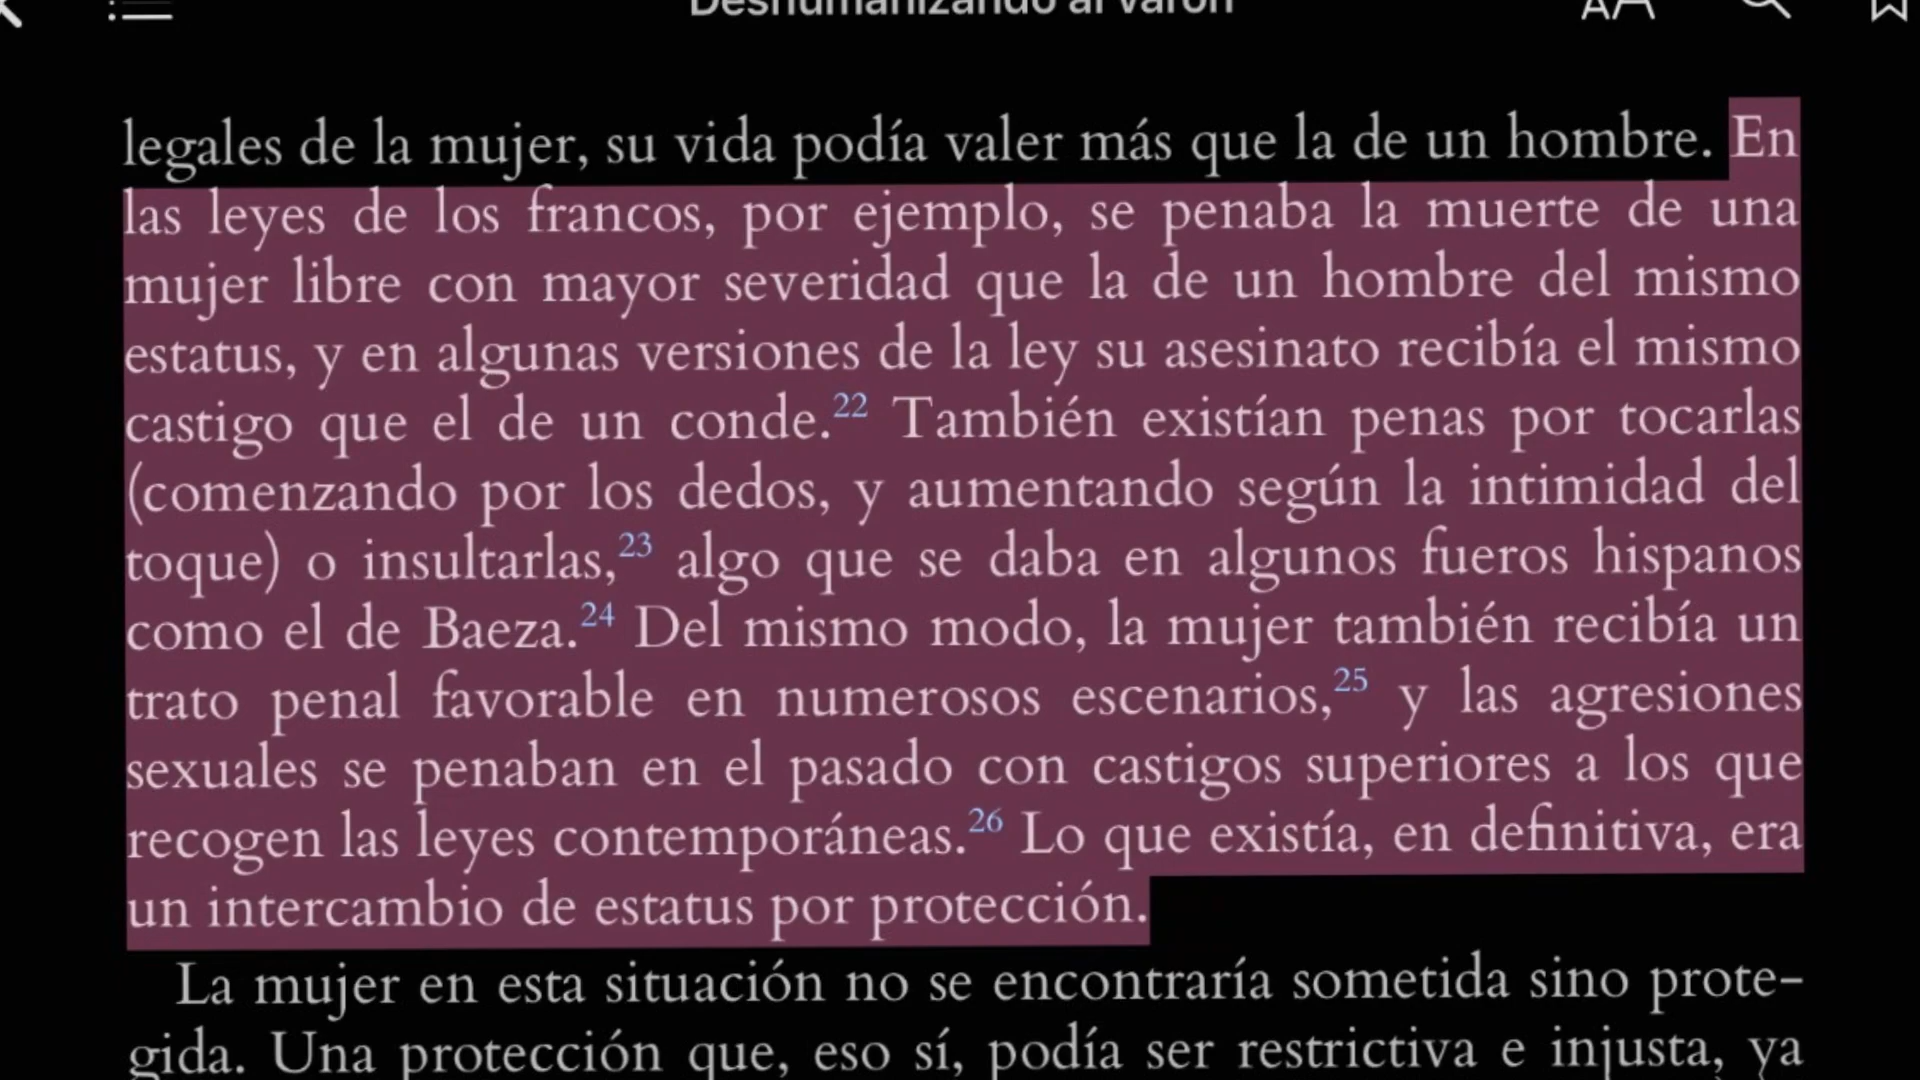 Deshumanizando al varón
AA
legales de la mujer, su vida podía valer más que la de un hombre. En
las leyes de los francos, por ejemplo, se penaba la muerte de una
mujer libre con mayor severidad que la de un hombre del mismo
estatus, y en algunas versiones de la ley su asesinato recibía el mismo
castigo que el de un conde.22 También existían penas por tocarlas
(comenzando por los dedos, y aumentando según la intimidad del
toque) o insultarlas,23 algo que se daba en algunos fueros hispanos
como el de Baeza.24 Del mismo modo, la mujer también recibía un
trato penal favorable en numerosos escenarios,25 y las agresiones
sexuales se penaban en el pasado con castigos superiores a los que
recogen las leyes contemporáneas.26 Lo que existía, en definitiva, era
un intercambio de estatus por protección.
La mujer en esta situación no se encontraría sometida sino prote-
gida. Una protección que, eso sí, podía ser restrictiva e injusta, ya